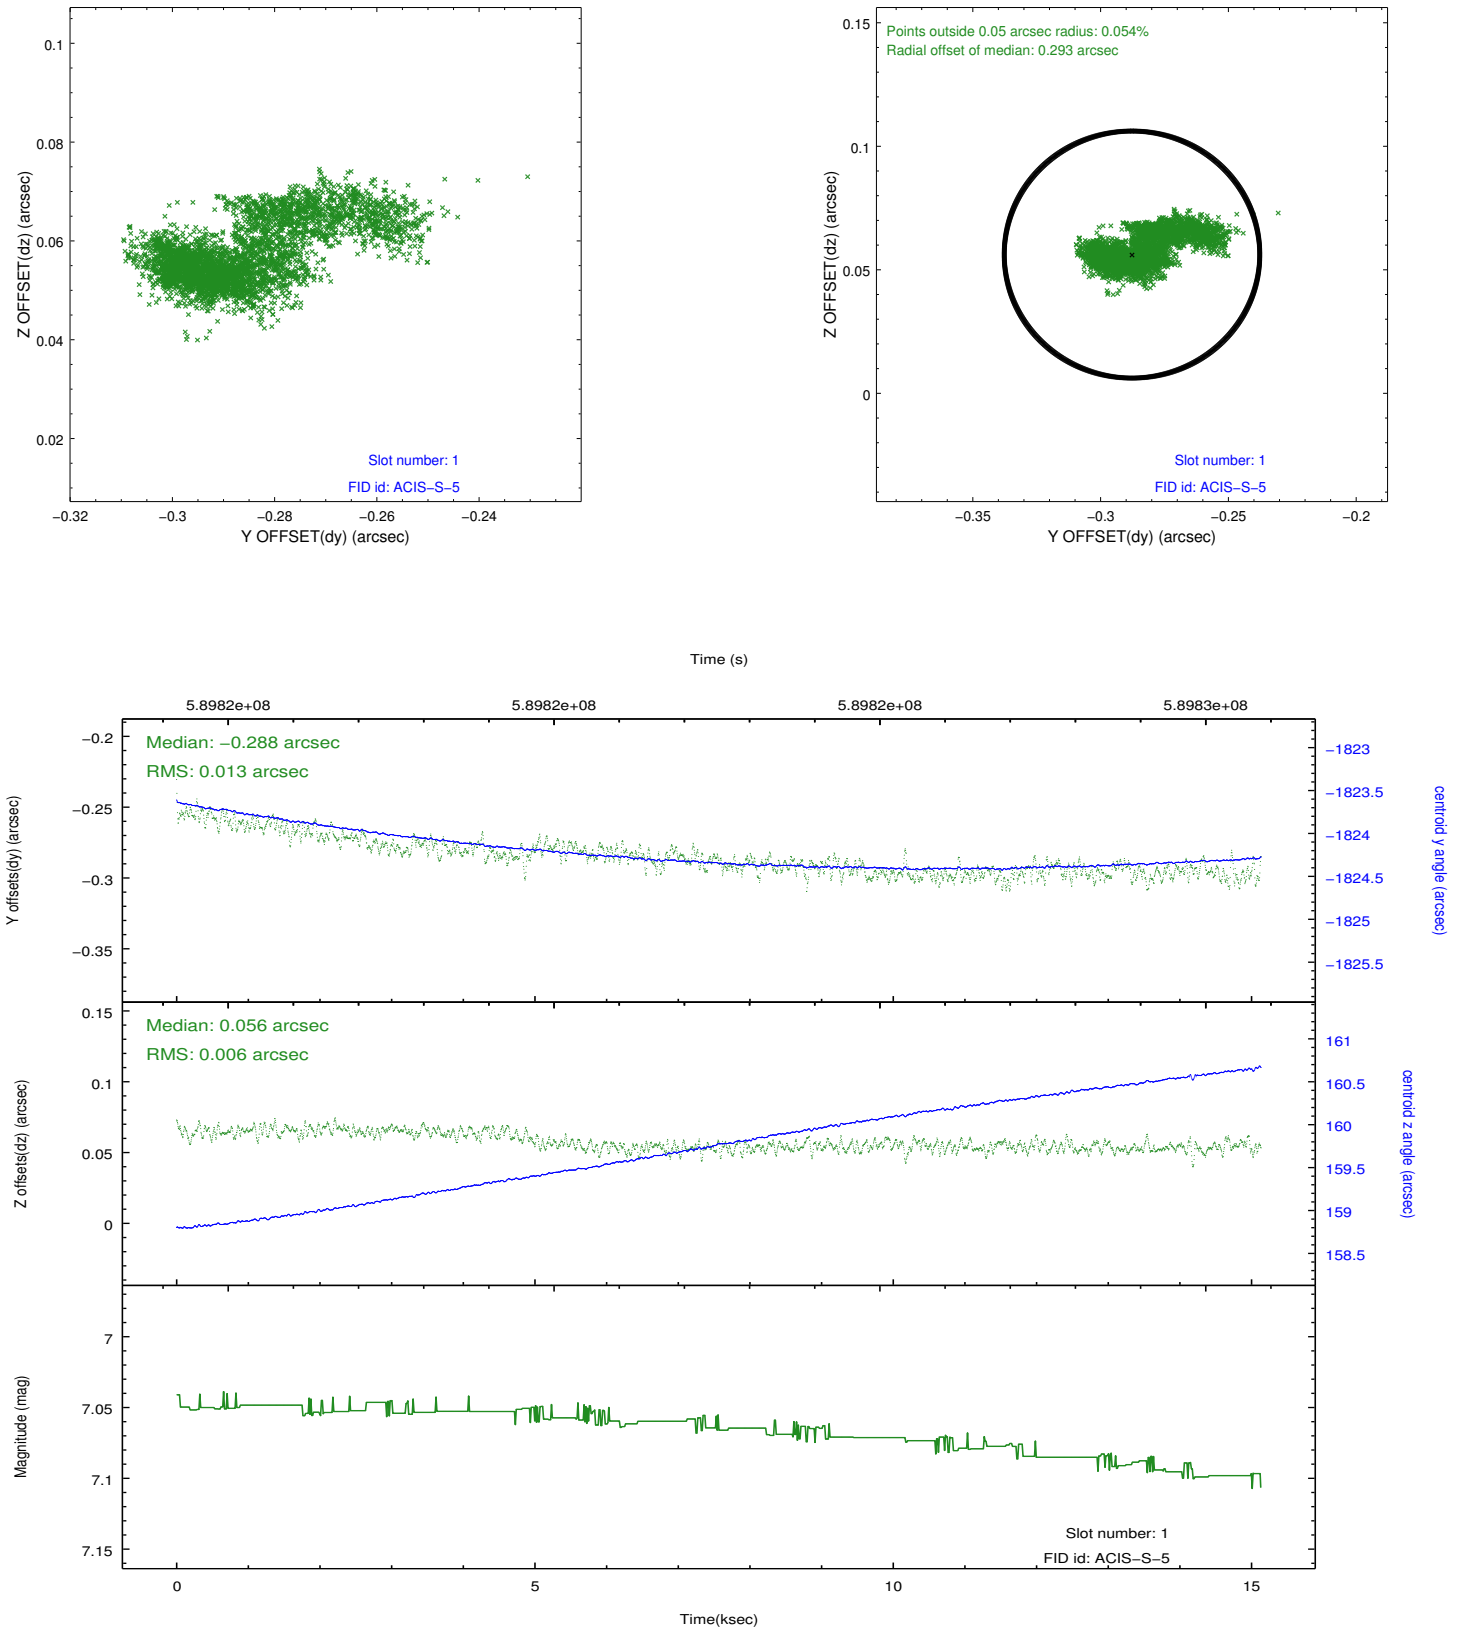 0.1
0.08
0.06
0.04
0.02
Z OFFSET(dz) (arcsec)
Slot number: 1
FID id: ACIS−S−5
−0.32 −0.3 −0.28 −0.26 −0.24
Y OFFSET(dy) (arcsec)
Points outside 0.05 arcsec radius: 0.054%
Radial offset of median: 0.293 arcsec
0.15
0.1
0.05
0
Z OFFSET(dz) (arcsec)
Slot number: 1
FID id: ACIS−S−5
−0.35 −0.3 −0.25 −0.2
Y OFFSET(dy) (arcsec)
Time (s)
5.8982e+08 5.8982e+08 5.8982e+08 5.8983e+08
Median: −0.288 arcsec
RMS: 0.013 arcsec
−0.2
−0.25
−0.3
−0.35
Y offsets(dy) (arcsec)
−1823
−1823.5
−1824
−1824.5
−1825
−1825.5
centroid y angle (arcsec)
Median: 0.056 arcsec
RMS: 0.006 arcsec
0.15
0.1
0.05
0
Z offsets(dz) (arcsec)
161
160.5
160
159.5
159
158.5
centroid z angle (arcsec)
7
7.05
7.1
7.15
Magnitude (mag)
Slot number: 1
FID id: ACIS−S−5
0 5 10 15
Time(ksec)